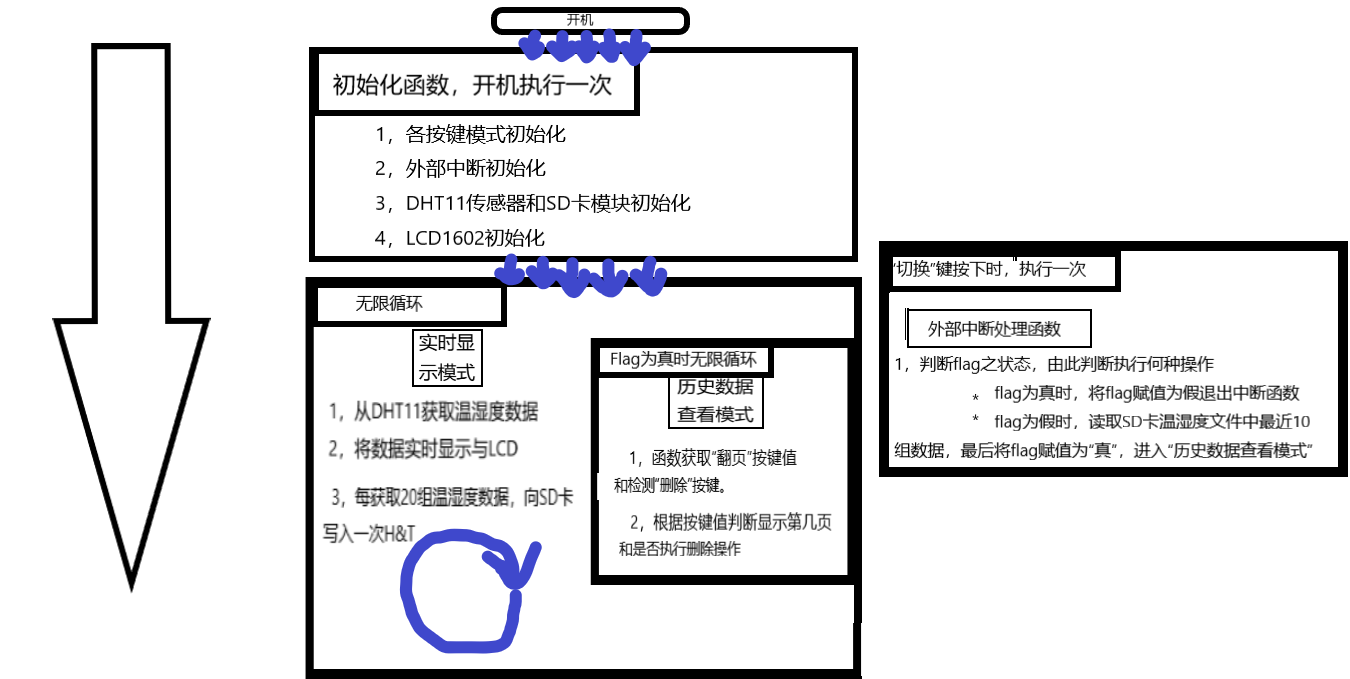 开机
初始化函数，开机执行一次
1，各按键模式初始化
2，外部中断初始化
3，DHT11传感器和SD卡模块初始化
4，LCD1602初始化
无限循环
实时显
示模式
1，从DHT11获取温湿度数据
2，将数据实时显示与LCD
3，每获取20组温湿度数据，向SD卡
写入一次H&T
Flag为真时无限循环
历史数据
查看模式
1，函数获取“翻页”按键值
和检测“删除”按键。
2，根据按键值判断显示第几页
和是否执行删除操作
“切换”键按下时，执行一次
外部中断处理函数
1，判断flag之状态，由此判断执行何种操作
* flag为真时，将flag赋值为假退出中断函数
* flag为假时，读取SD卡温湿度文件中最近10
组数据，最后将flag赋值为“真”，进入“历史数据查看模式”